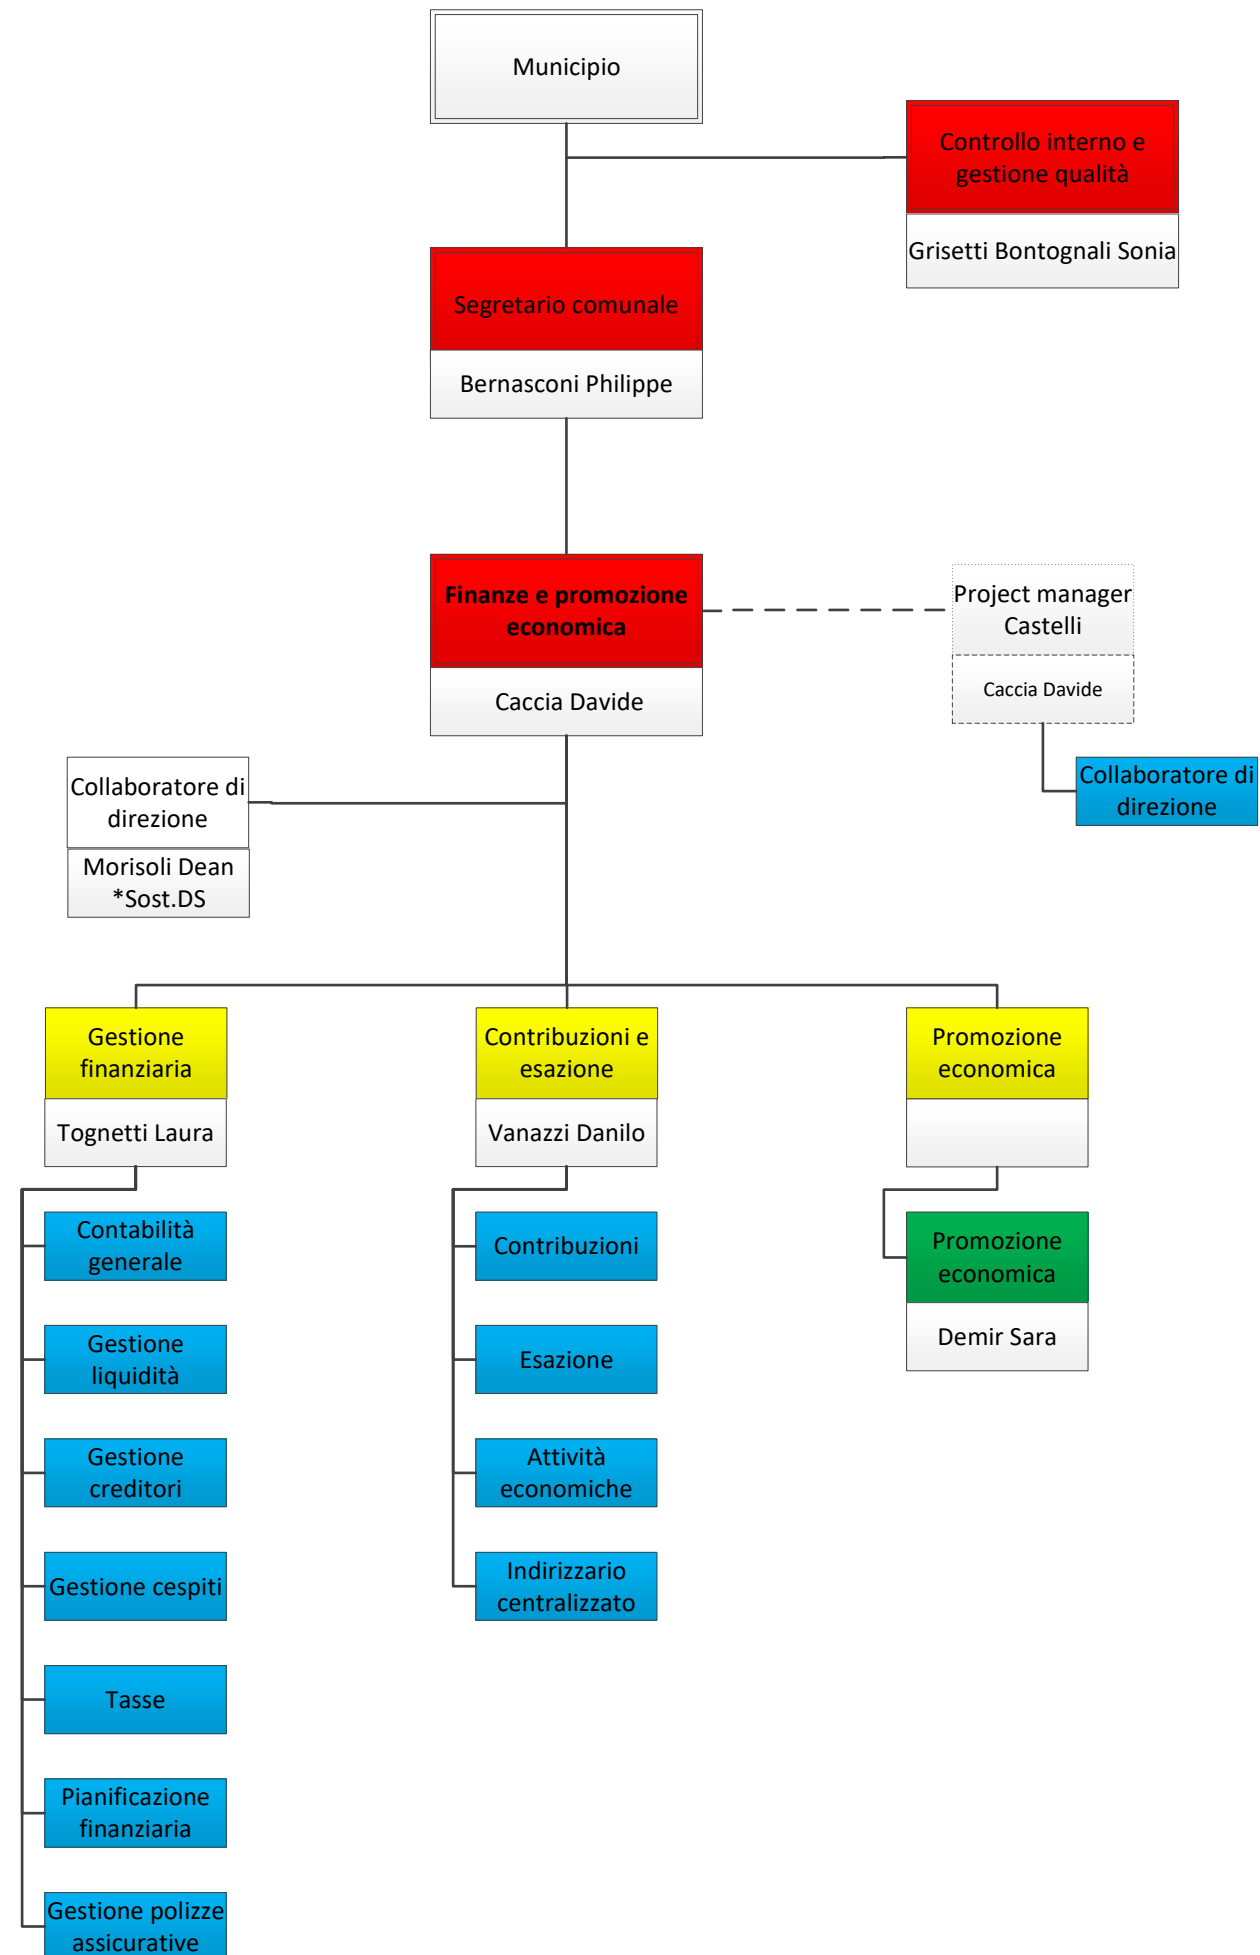 Municipio
Controllo interno e
gestione qualità
Grisetti Bontognali Sonia
Segretario comunale
Bernasconi Philippe
Finanze e promozione
economica
Caccia Davide
Project manager
Castelli
Caccia Davide
Collaboratore di
direzione
Collaboratore di
direzione
Morisoli Dean
*Sost.DS
Gestione
finanziaria
Tognetti Laura
Contabilità
generale
Gestione
liquidità
Gestione
creditori
Gestione cespiti
Tasse
Pianificazione
finanziaria
Gestione polizze
assicurative
Contribuzioni e
esazione
Vanazzi Danilo
Contribuzioni
Esazione
Attività
economiche
Indirizzario
centralizzato
Promozione
economica
Promozione
economica
Demir Sara